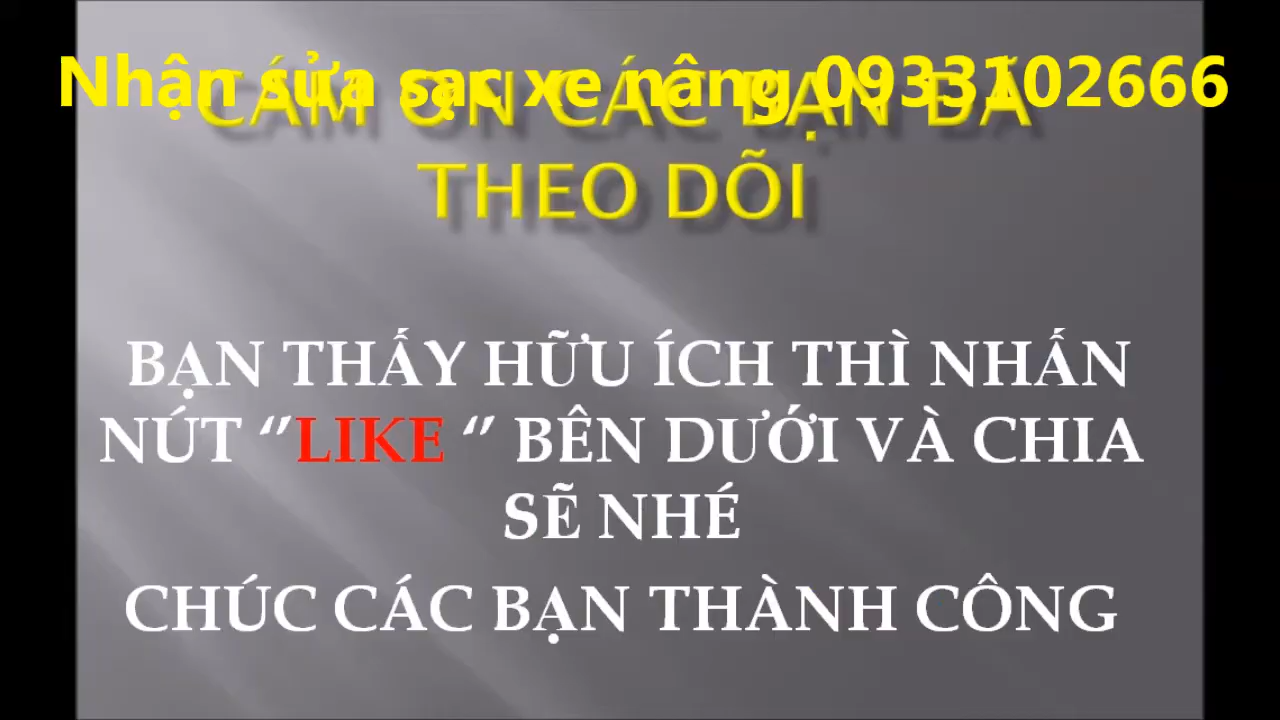 Nhận sửa sạc xe nâng 0933102666
CÁM ƠN CÁC BẠN ĐÃ
THEO DÕI
BẠN THẤY HỮU ÍCH THÌ NHẤN
NÚT “LIKE “ BÊN DƯỚI VÀ CHIA
SẼ NHÉ
CHÚC CÁC BẠN THÀNH CÔNG